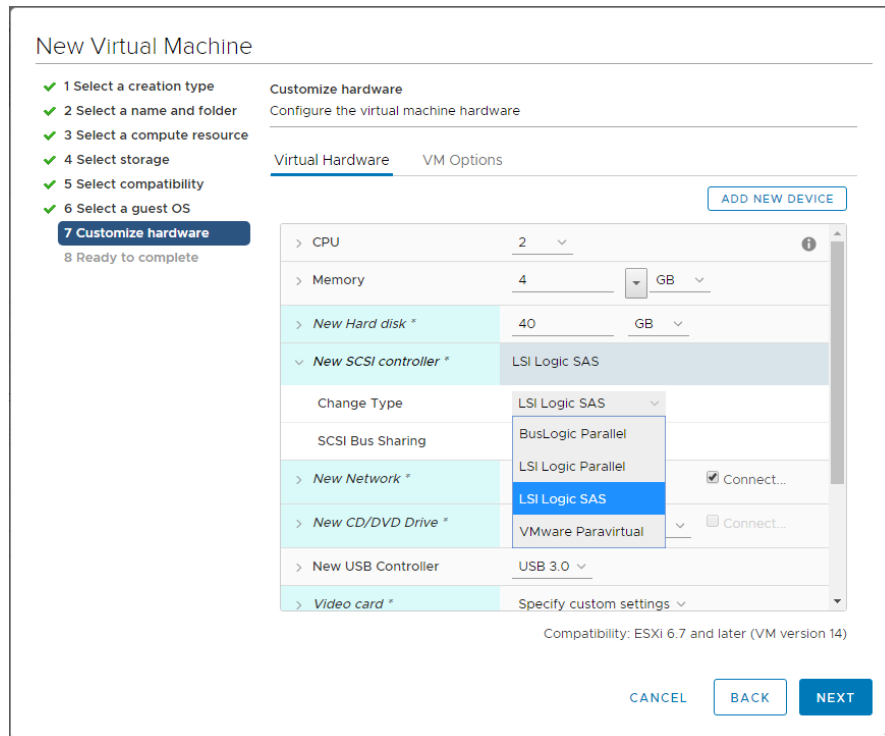 New Virtual Machine
1 Select a creation type
2 Select a name and folder
3 Select a compute resource
4 Select storage
5 Select compatibility
6 Select a guest OS
7 Customize hardware
8 Ready to complete
Customize hardware
Configure the virtual machine hardware
Virtual Hardware VM Options
ADD NEW DEVICE
CPU 2
Memory 4 GB
New Hard disk * 40 GB
New SCSI controller * LSI Logic SAS
Change Type LSI Logic SAS
BusLogic Parallel
SCSI Bus Sharing
LSI Logic Parallel
New Network * Connect...
LSI Logic SAS
New CD/DVD Drive * Connect...
VMware Paravirtual
New USB Controller USB 3.0
Video card * Specify custom settings
Compatibility: ESXi 6.7 and later (VM version 14)
CANCEL BACK NEXT